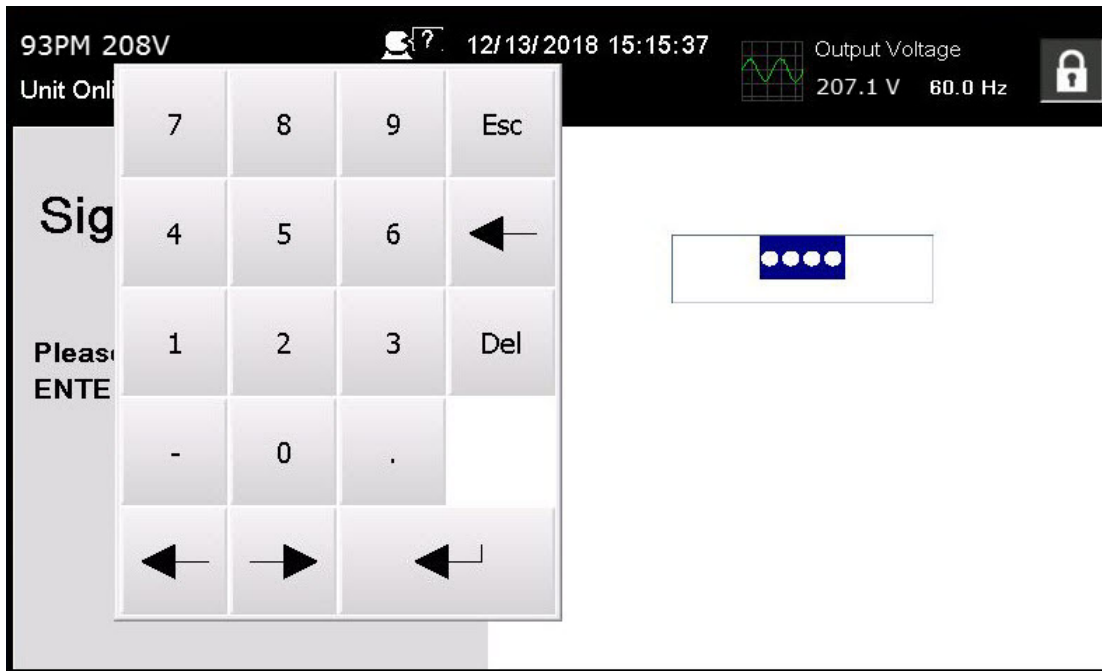 93PM 208V
12/13/2018 15:15:37
Output Voltage
Unit Onli
207.1 V 60.0 Hz
7 8 9 Esc
Sig
4 5 6
Pleas
1 2 3 Del
ENTE
- 0 .